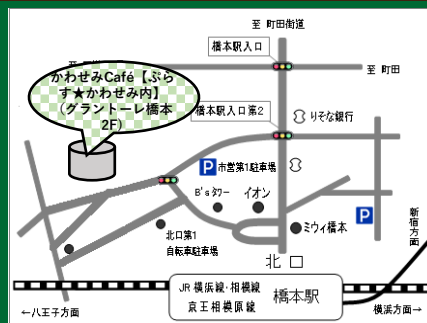 至 町田街道
橋本駅入口
至 町田
かわせみCafé【ぷら
す★かわせみ内】
(グラントーレ橋本
2F)
橋本駅入口第2
りそな銀行
P 市営第1駐車場
B'sタワー
イオン
P
新宿方面
ミウィ橋本
北口第1
自転車駐車場
北 口
JR 横浜線・相模線
京王相模原線
橋本駅
←八王子方面
横浜方面→